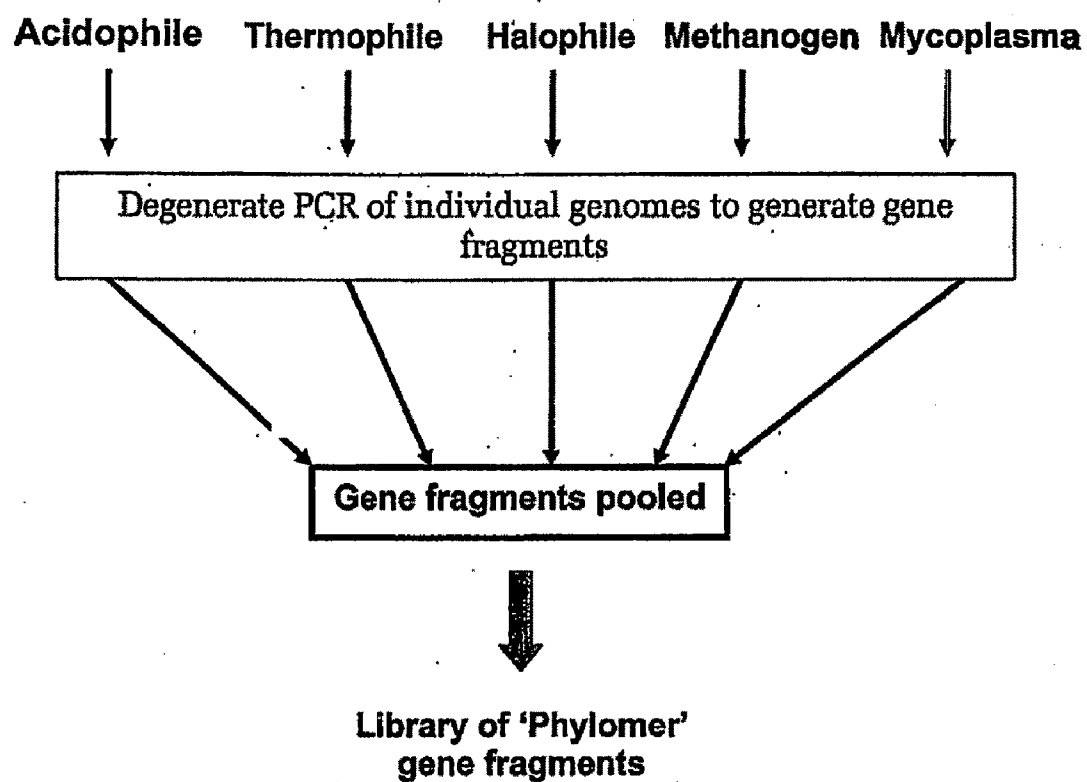 Acidophile Thermophile Halophile Methanogen Mycoplasma
Degenerate PCR of individual genomes to generate gene
fragments
Gene fragments pooled
Library of ‘Phylomer’
gene fragments